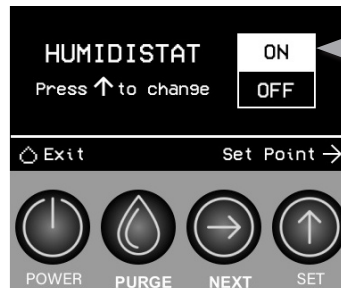 HUMIDISTAT
ON
Press ↑ to change
OFF
Exit
Set Point →
POWER
PURGE
NEXT
SET